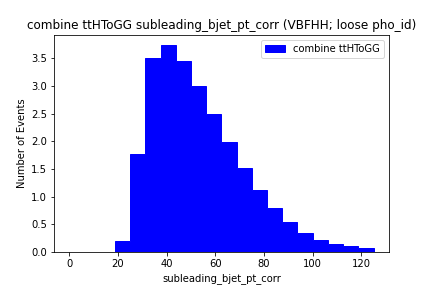 combine ttHToGG subleading_bjet_pt_corr (VBFHH; loose pho_id)
combine ttHToGG
Number of Events
3.5
3.0
2.5
2.0
1.5
1.0
0.5
0.0
0 20 40 60 80 100 120
subleading_bjet_pt_corr